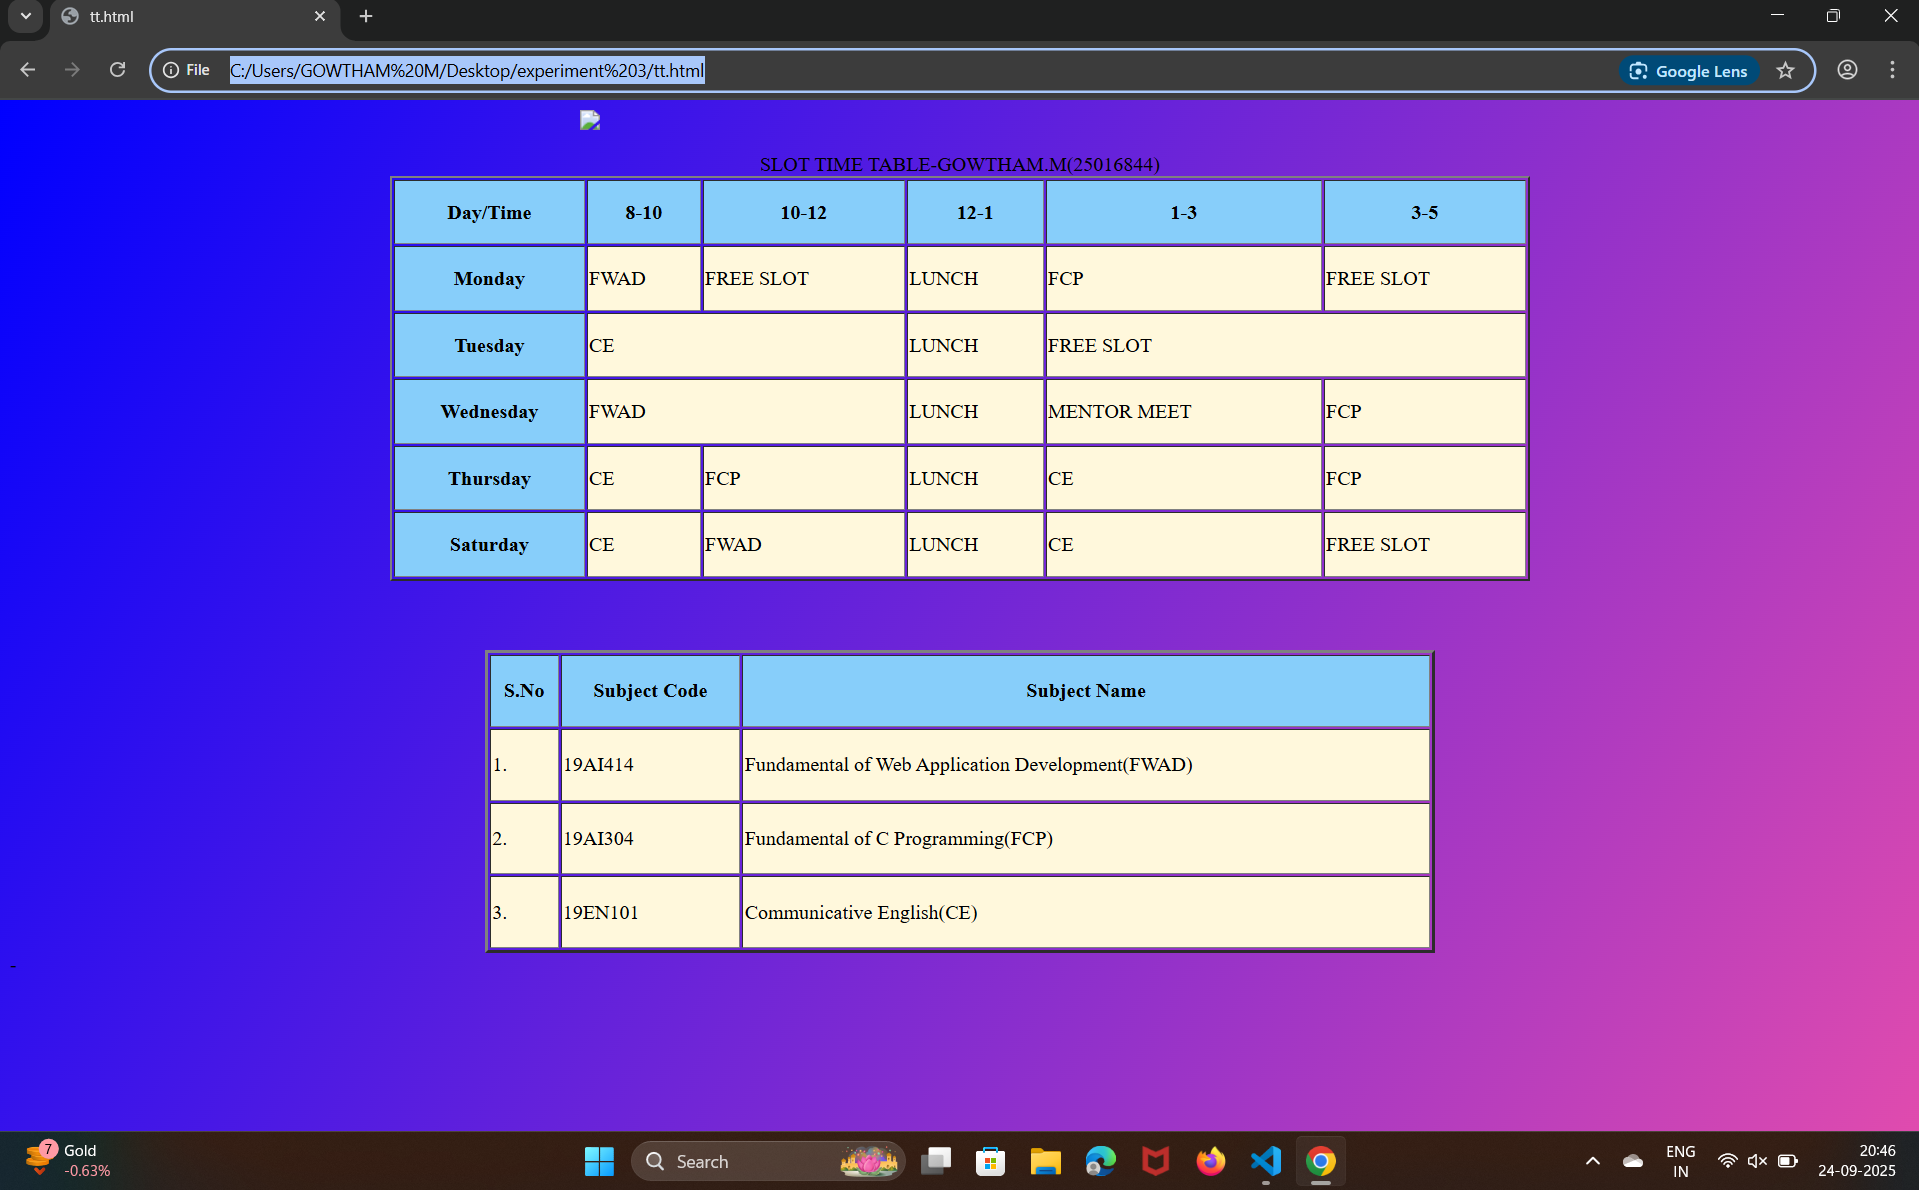 tt.html
File C:/Users/GOWTHAM%20M/Desktop/experiment%203/tt.html Google Lens
SLOT TIME TABLE-GOWTHAM.M(25016844)
Day/Time 8-10 10-12 12-1 1-3 3-5
Monday FWAD FREE SLOT LUNCH FCP FREE SLOT
Tuesday CE LUNCH FREE SLOT
Wednesday FWAD LUNCH MENTOR MEET FCP
Thursday CE FCP LUNCH CE FCP
Saturday CE FWAD LUNCH CE FREE SLOT
S.No Subject Code Subject Name
1. 19AI414 Fundamental of Web Application Development(FWAD)
2. 19AI304 Fundamental of C Programming(FCP)
3. 19EN101 Communicative English(CE)
-
7 Gold
-0.63%
Search
ENG
IN
20:46
24-09-2025